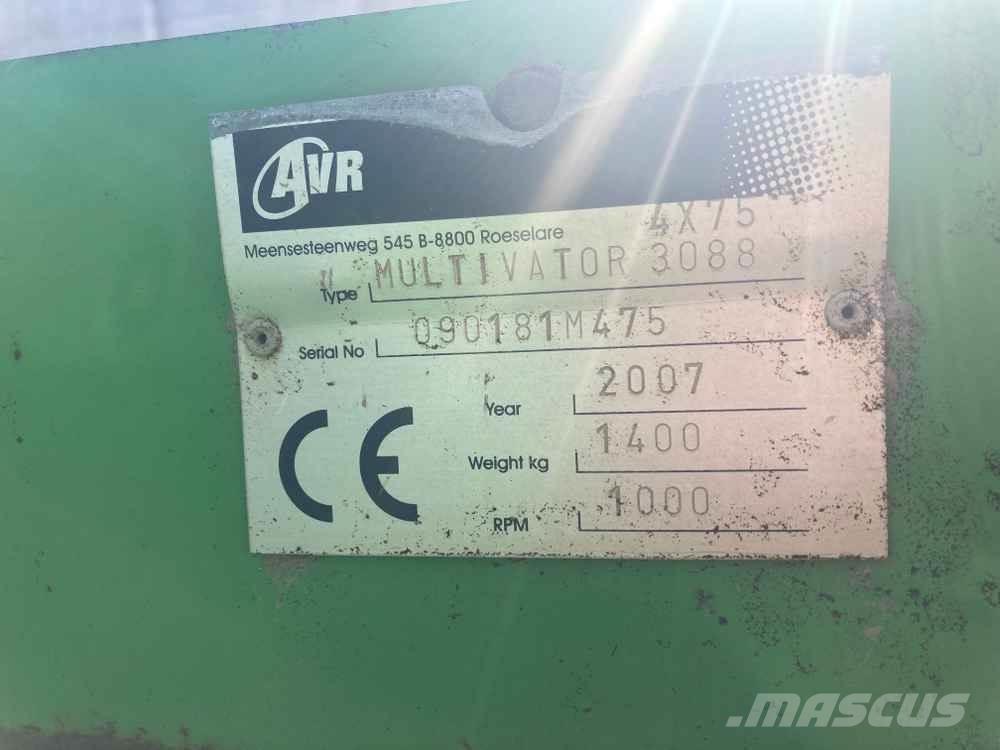 AVR
4X75
Meensesteenweg 545 B-8800 Roeselare
Type MULTIVATOR 3088
Serial No 090181M475
Year 2007
Weight kg 1400
RPM 1000
CE
.MASCUS